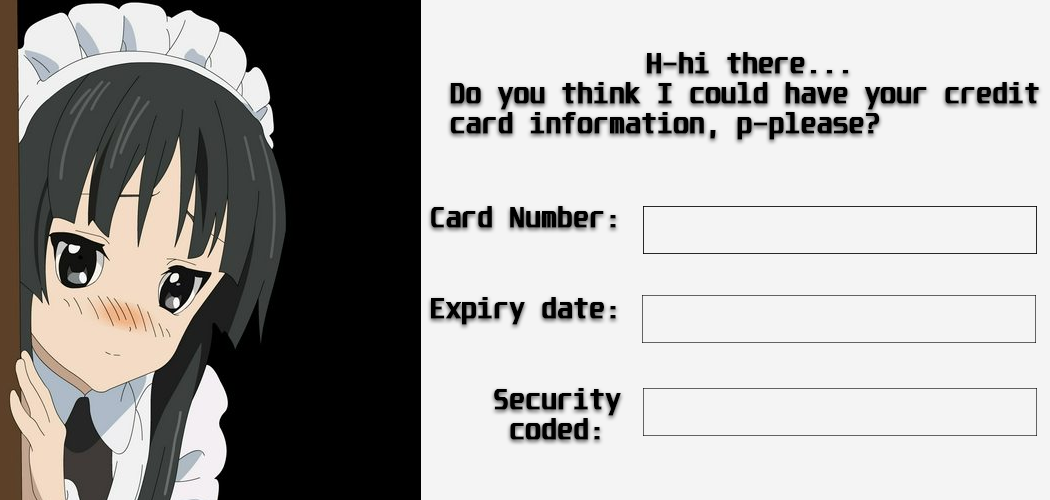 H-hi there...
Do you think I could have your credit
card information, p-please?
Card Number:
Expiry date:
Security
coded: